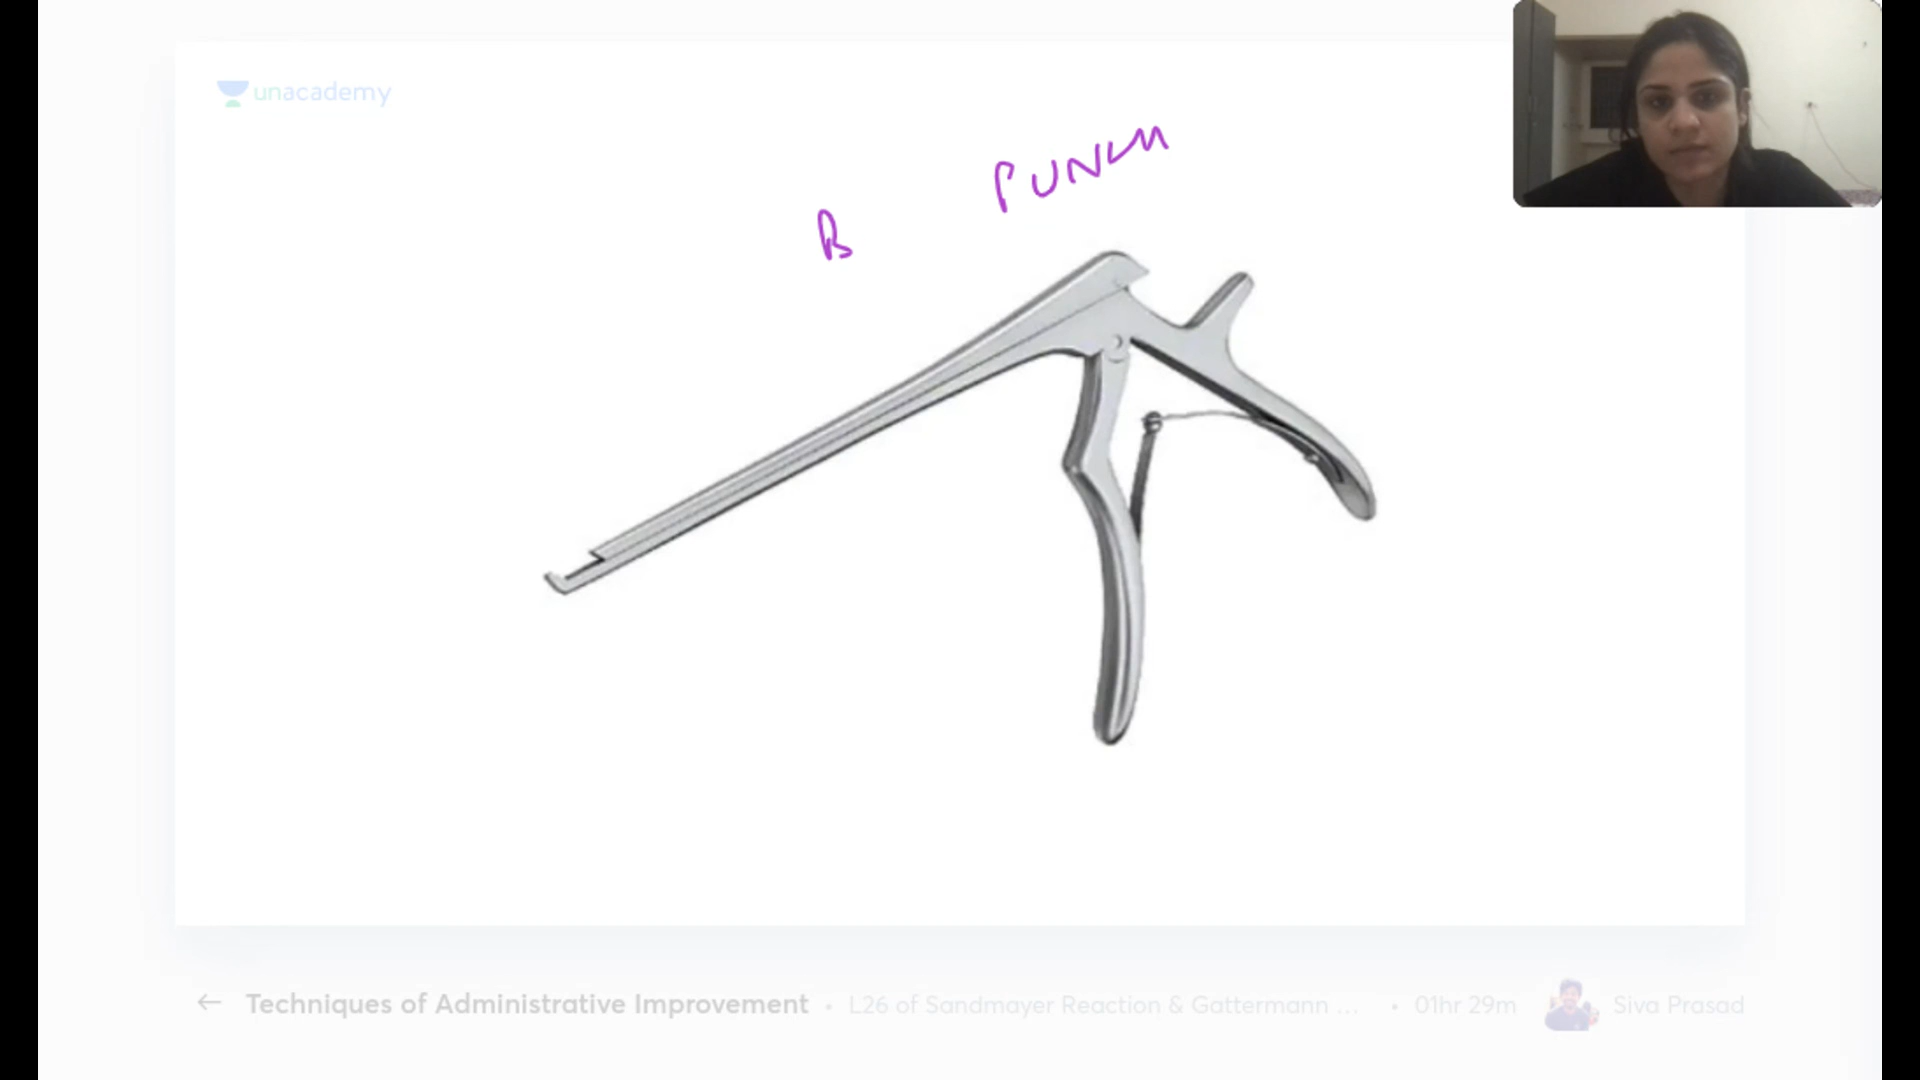 unacademy
PUNCH
B
Techniques of Administrative Improvement • L26 of Sandmayer Reaction & Gattermann ... • 01hr 29m Siva Prasad